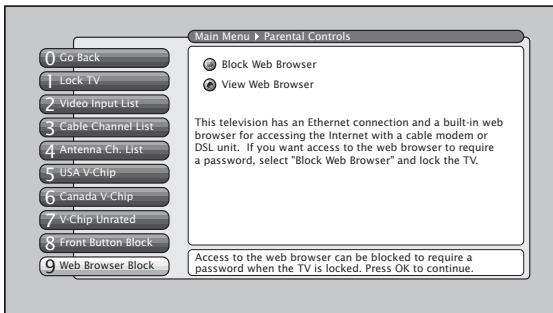 Main Menu ▶ Parental Controls
0 Go Back
1 Lock TV
2 Video Input List
3 Cable Channel List
4 Antenna Ch. List
5 USA V-Chip
6 Canada V-Chip
7 V-Chip Unrated
8 Front Button Block
9 Web Browser Block
Block Web Browser
View Web Browser
This television has an Ethernet connection and a built-in web
browser for accessing the Internet with a cable modem or
DSL unit. If you want access to the web browser to require
a password, select "Block Web Browser" and lock the TV.
Access to the web browser can be blocked to require a
password when the TV is locked. Press OK to continue.